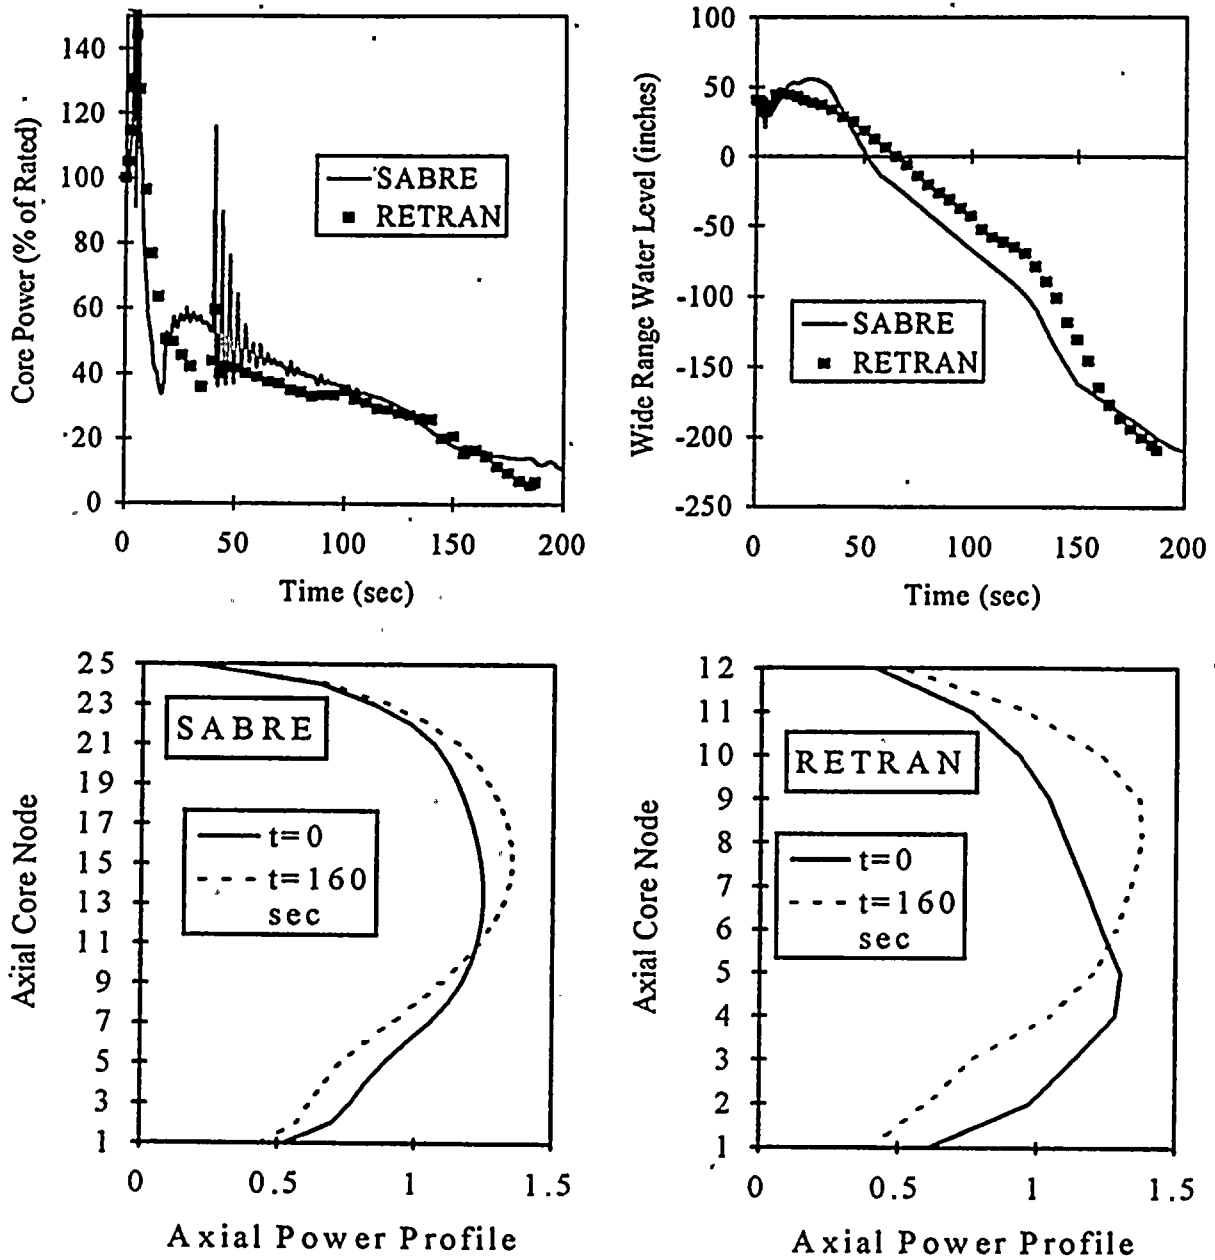 Core Power (% of Rated)
140
120
100
80
60
40
20
0
SABRE
RETRAN
0 50 100 150 200
Time (sec)
Wide Range Water Level (inches)
100
50
0
-50
-100
-150
-200
-250
SABRE
RETRAN
0 50 100 150 200
Time (sec)
Axial Core Node
25
23
21
19
17
15
13
11
9
7
5
3
1
SABRE
t=0
t=160
sec
0 0.5 1 1.5
Axial Power Profile
Axial Core Node
12
11
10
9
8
7
6
5
4
3
2
1
RETRAN
t=0
t=160
sec
0 0.5 1 1.5
Axial Power Profile